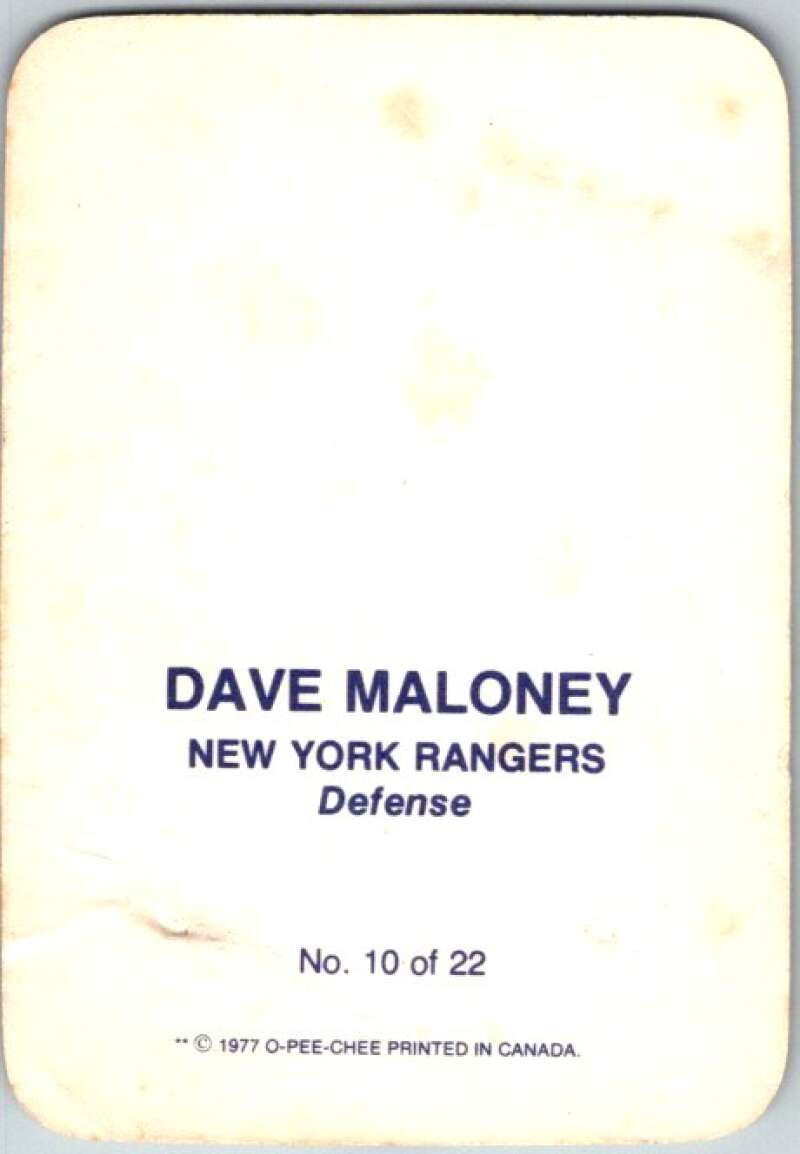 DAVE MALONEY
NEW YORK RANGERS
Defense
No. 10 of 22
** © 1977 O-PEE-CHEE PRINTED IN CANADA.